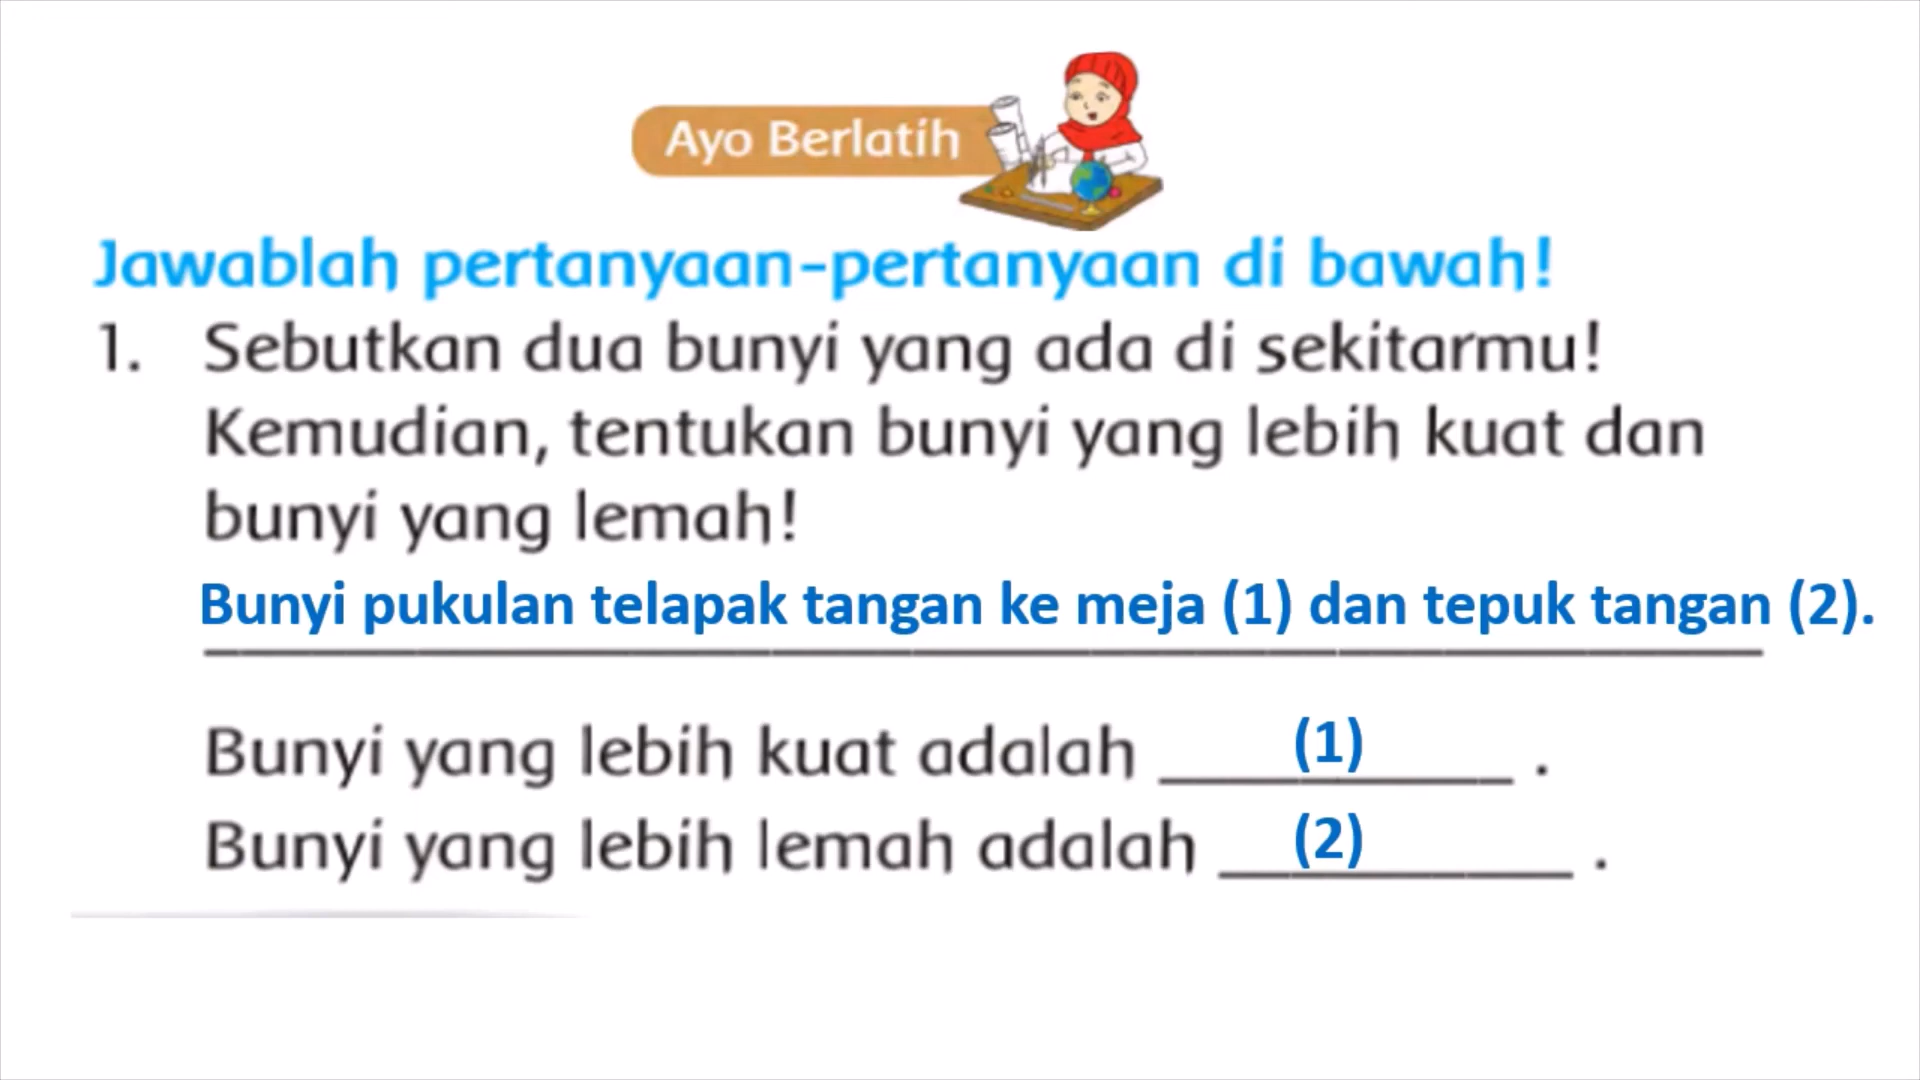 Ayo Berlatih
Jawablah pertanyaan-pertanyaan di bawah!
1. Sebutkan dua bunyi yang ada di sekitarmu!
Kemudian, tentukan bunyi yang lebih kuat dan
bunyi yang lemah!
Bunyi pukulan telapak tangan ke meja (1) dan tepuk tangan (2).
Bunyi yang lebih kuat adalah (1) .
Bunyi yang lebih lemah adalah (2) .